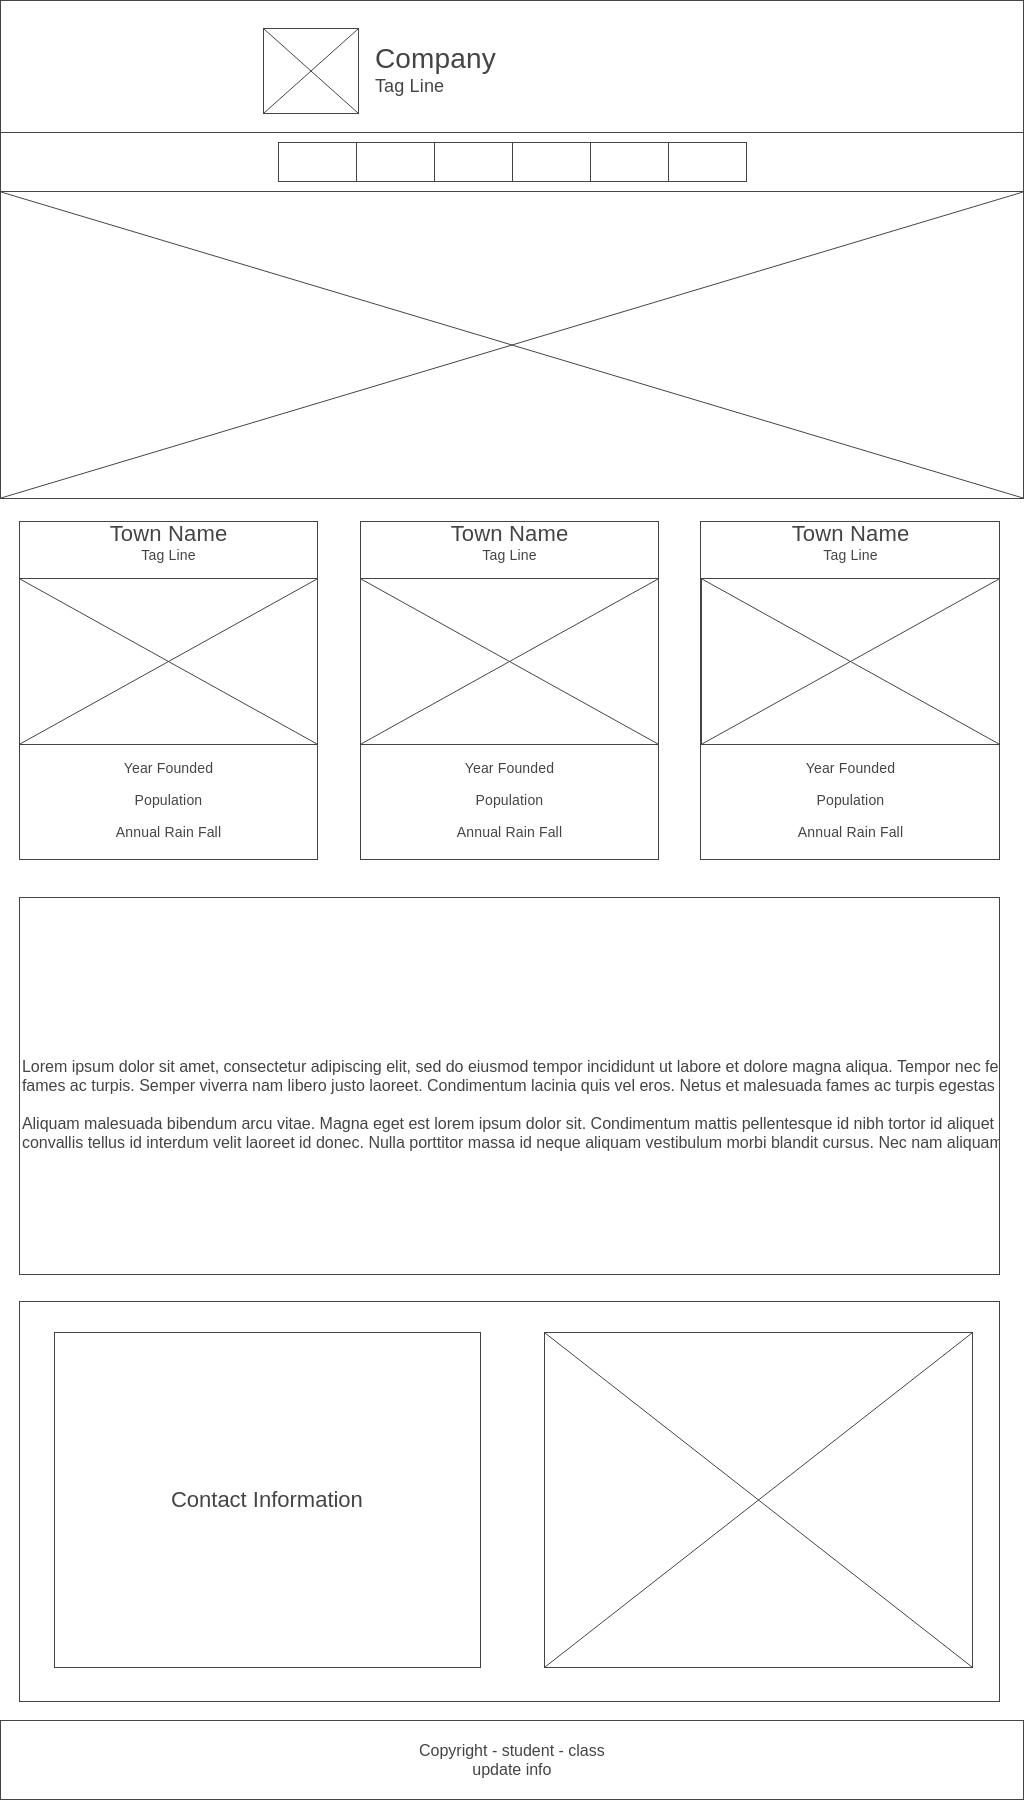 Company
Tag Line
Town Name
Tag Line
Year Founded
Population
Annual Rain Fall
Town Name
Tag Line
Year Founded
Population
Annual Rain Fall
Town Name
Tag Line
Year Founded
Population
Annual Rain Fall
Lorem ipsum dolor sit amet, consectetur adipiscing elit, sed do eiusmod tempor incididunt ut labore et dolore magna aliqua. Tempor nec fe
fames ac turpis. Semper viverra nam libero justo laoreet. Condimentum lacinia quis vel eros. Netus et malesuada fames ac turpis egestas
Aliquam malesuada bibendum arcu vitae. Magna eget est lorem ipsum dolor sit. Condimentum mattis pellentesque id nibh tortor id aliquet
convallis tellus id interdum velit laoreet id donec. Nulla porttitor massa id neque aliquam vestibulum morbi blandit cursus. Nec nam aliquam
Contact Information
Copyright - student - class
update info